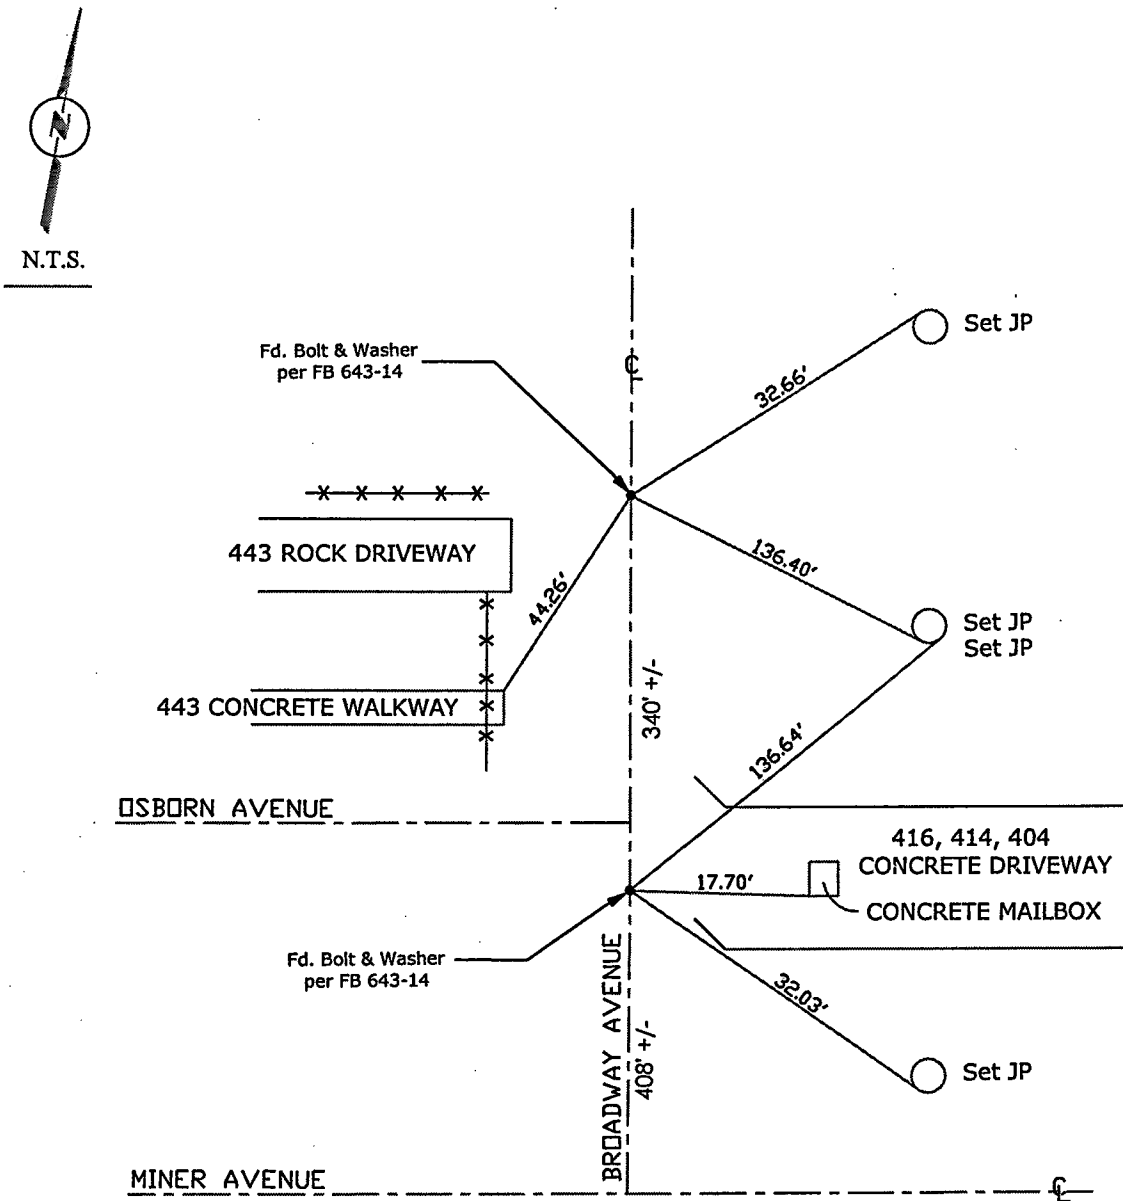 N
N.T.S.
Set JP
Fd. Bolt & Washer
per FB 643-14
℄
32.66'
443 ROCK DRIVEWAY
136.40'
44.26'
Set JP
Set JP
443 CONCRETE WALKWAY
340' +/-
136.64'
OSBORN AVENUE
416, 414, 404
CONCRETE DRIVEWAY
17.70'
CONCRETE MAILBOX
Fd. Bolt & Washer
per FB 643-14
BROADWAY AVENUE
32.03'
408' +/-
Set JP
MINER AVENUE
℄